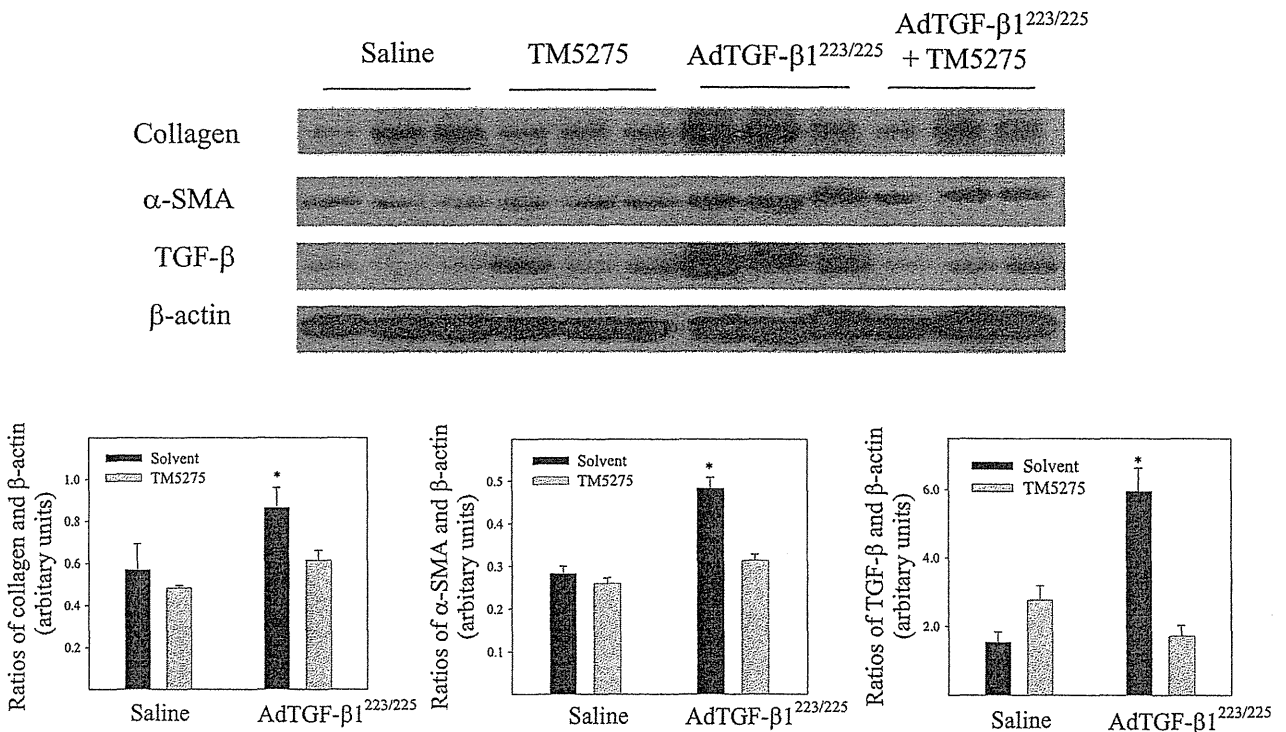 Saline TM5275 AdTGF-β1²²³/²²⁵ AdTGF-β1²²³/²²⁵
+ TM5275
Collagen
α-SMA
TGF-β
β-actin
Ratios of collagen and β-actin
(arbitary units)
1.0
0.8
0.6
0.4
0.2
Solvent
TM5275
*
Saline AdTGF-β1²²³/²²⁵
Ratios of α-SMA and β-actin
(arbitary units)
0.5
0.4
0.3
0.2
0.1
Solvent
TM5275
*
Saline AdTGF-β1²²³/²²⁵
Ratios of TGF-β and β-actin
(arbitary units)
6.0
4.0
2.0
Solvent
TM5275
*
Saline AdTGF-β1²²³/²²⁵